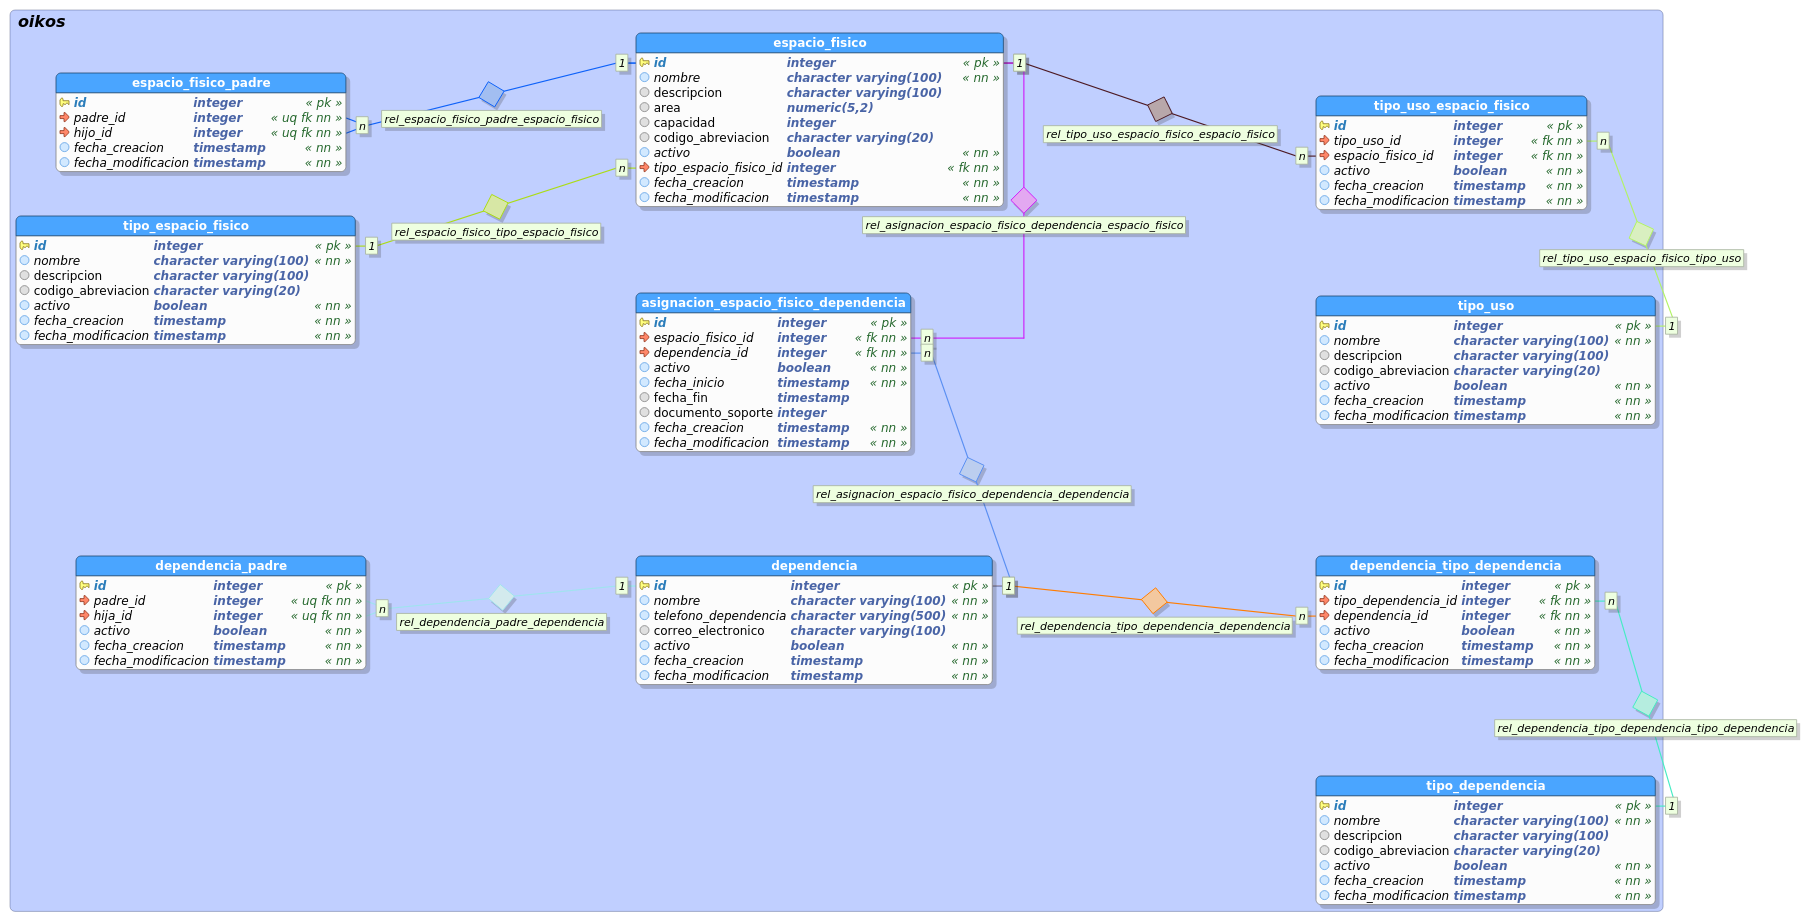 oikos
espacio_fisico_padre
id integer « pk »
padre_id integer « uq fk nn »
hijo_id integer « uq fk nn »
fecha_creacion timestamp « nn »
fecha_modificacion timestamp « nn »
n
rel_espacio_fisico_padre_espacio_fisico
1
espacio_fisico
id integer « pk »
nombre character varying(100) « nn »
descripcion character varying(100)
area numeric(5,2)
capacidad integer
codigo_abreviacion character varying(20)
activo boolean « nn »
tipo_espacio_fisico_id integer « fk nn »
fecha_creacion timestamp « nn »
fecha_modificacion timestamp « nn »
1
rel_tipo_uso_espacio_fisico_espacio_fisico
n
tipo_uso_espacio_fisico
id integer « pk »
tipo_uso_id integer « fk nn »
espacio_fisico_id integer « fk nn »
activo boolean « nn »
fecha_creacion timestamp « nn »
fecha_modificacion timestamp « nn »
n
tipo_espacio_fisico
id integer « pk »
nombre character varying(100) « nn »
descripcion character varying(100)
codigo_abreviacion character varying(20)
activo boolean « nn »
fecha_creacion timestamp « nn »
fecha_modificacion timestamp « nn »
1
rel_espacio_fisico_tipo_espacio_fisico
n
rel_asignacion_espacio_fisico_dependencia_espacio_fisico
rel_tipo_uso_espacio_fisico_tipo_uso
asignacion_espacio_fisico_dependencia
id integer « pk »
espacio_fisico_id integer « fk nn »
dependencia_id integer « fk nn »
activo boolean « nn »
fecha_inicio timestamp « nn »
fecha_fin timestamp
documento_soporte integer
fecha_creacion timestamp « nn »
fecha_modificacion timestamp « nn »
n
n
tipo_uso
id integer « pk »
nombre character varying(100) « nn »
descripcion character varying(100)
codigo_abreviacion character varying(20)
activo boolean « nn »
fecha_creacion timestamp « nn »
fecha_modificacion timestamp « nn »
1
rel_asignacion_espacio_fisico_dependencia_dependencia
dependencia_padre
id integer « pk »
padre_id integer « uq fk nn »
hija_id integer « uq fk nn »
activo boolean « nn »
fecha_creacion timestamp « nn »
fecha_modificacion timestamp « nn »
n
rel_dependencia_padre_dependencia
1
dependencia
id integer « pk »
nombre character varying(100) « nn »
telefono_dependencia character varying(500) « nn »
correo_electronico character varying(100)
activo boolean « nn »
fecha_creacion timestamp « nn »
fecha_modificacion timestamp « nn »
1
rel_dependencia_tipo_dependencia_dependencia
n
dependencia_tipo_dependencia
id integer « pk »
tipo_dependencia_id integer « fk nn »
dependencia_id integer « fk nn »
activo boolean « nn »
fecha_creacion timestamp « nn »
fecha_modificacion timestamp « nn »
n
rel_dependencia_tipo_dependencia_tipo_dependencia
tipo_dependencia
id integer « pk »
nombre character varying(100) « nn »
descripcion character varying(100)
codigo_abreviacion character varying(20)
activo boolean « nn »
fecha_creacion timestamp « nn »
fecha_modificacion timestamp « nn »
1